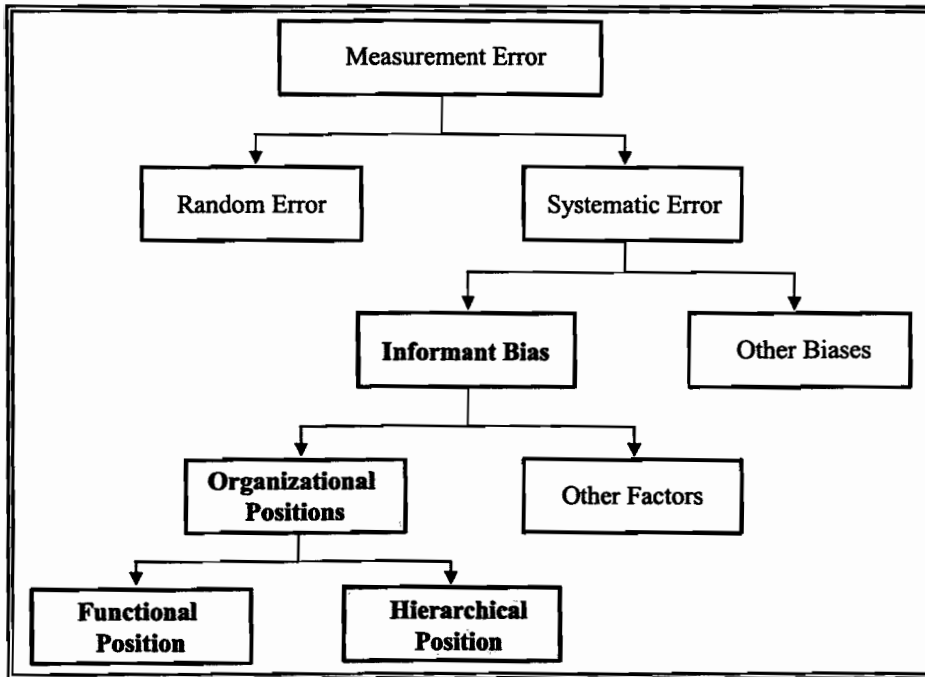 Measurement Error
Random Error
Systematic Error
Informant Bias
Other Biases
Organizational
Positions
Other Factors
Functional
Position
Hierarchical
Position